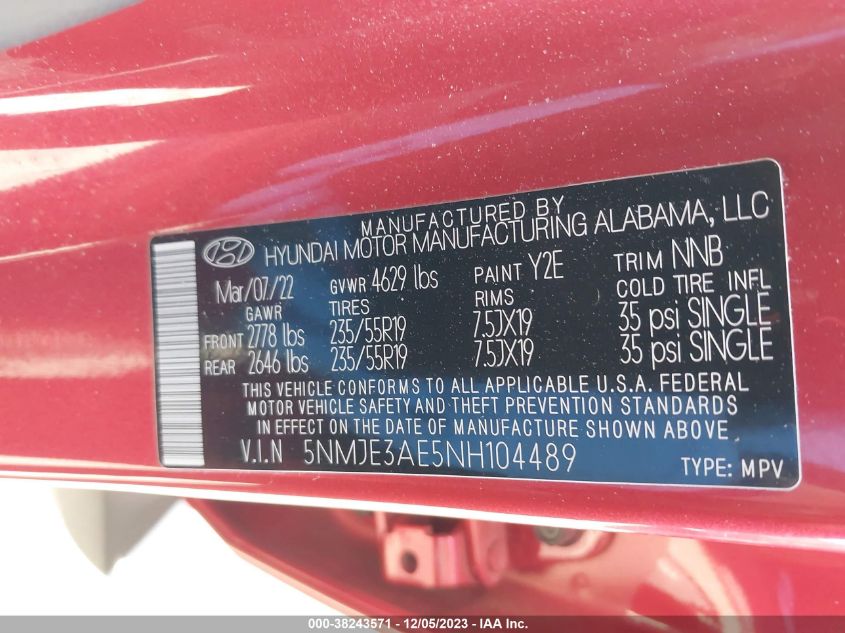 MANUFACTURED BY
HYUNDAI MOTOR MANUFACTURING ALABAMA, LLC
Mar/07/22 GVWR 4629 lbs PAINT Y2E TRIM NNB
GAWR TIRES RIMS COLD TIRE INFL
FRONT 2778 lbs 235/55R19 7.5JX19 35 psi SINGLE
REAR 2646 lbs 235/55R19 7.5JX19 35 psi SINGLE
THIS VEHICLE CONFORMS TO ALL APPLICABLE U.S.A. FEDERAL
MOTOR VEHICLE SAFETY AND THEFT PREVENTION STANDARDS
IN EFFECT ON THE DATE OF MANUFACTURE SHOWN ABOVE.
V.I.N 5NMJE3AE5NH104489 TYPE: MPV
000-38243571 - 12/05/2023 - IAA Inc.